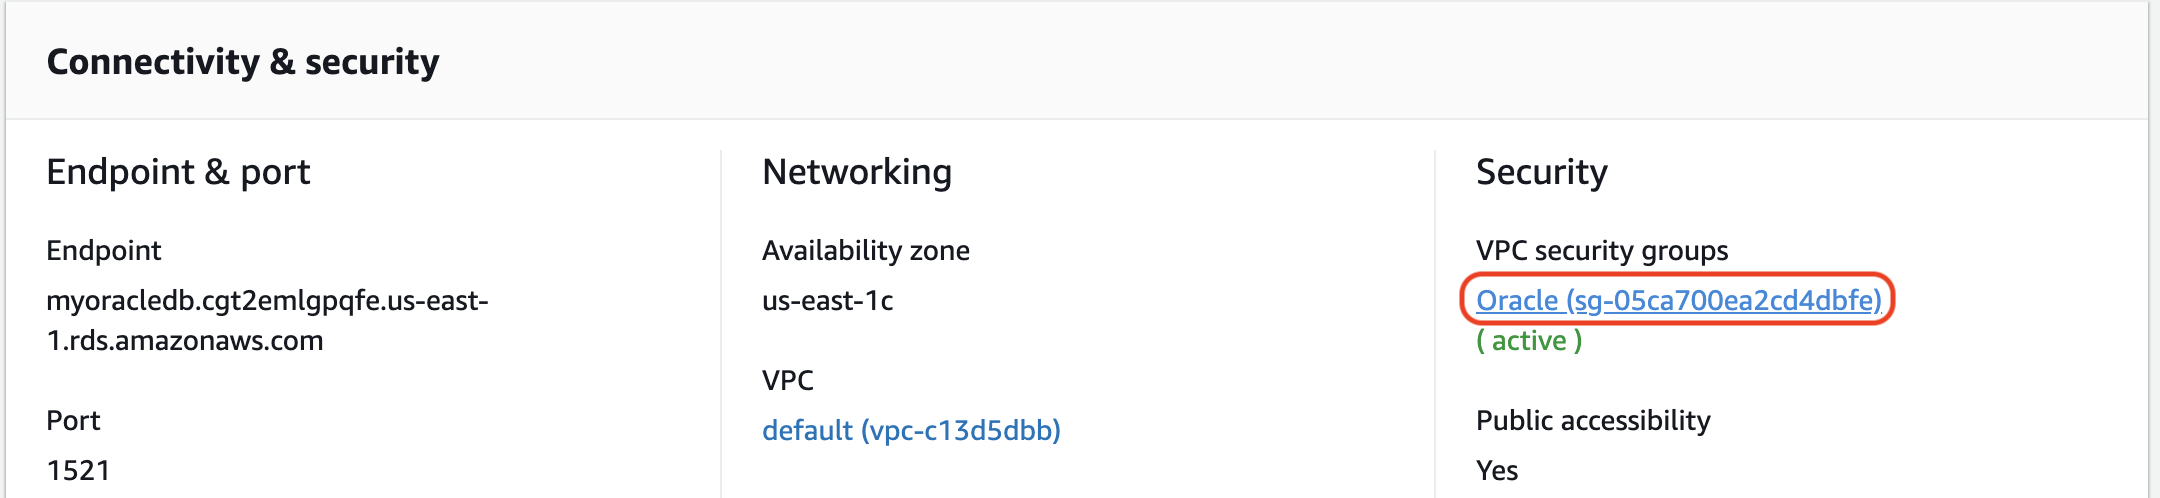 Connectivity & security
Endpoint & port
Endpoint
myoracledb.cgt2emlgpqfe.us-east-
1.rds.amazonaws.com
Port
1521
Networking
Availability zone
us-east-1c
VPC
default (vpc-c13d5dbb)
Security
VPC security groups
Oracle (sg-05ca700ea2cd4dbfe)
( active )
Public accessibility
Yes